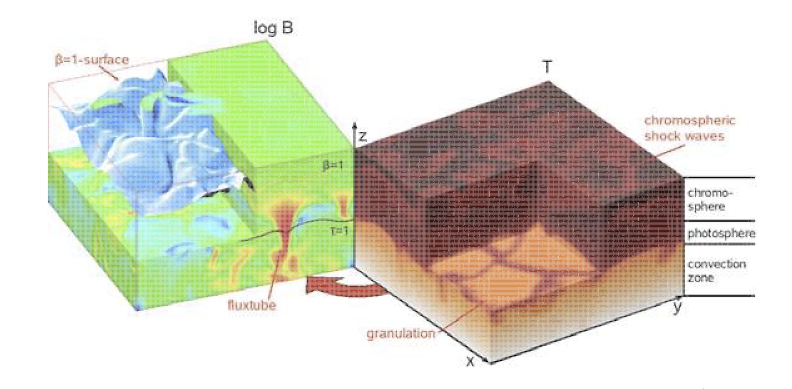 log B
β=1-surface
T
chromospheric
shock waves
z
β=1
chromo-
sphere
τ=1
photosphere
convection
zone
fluxtube
granulation
y
x